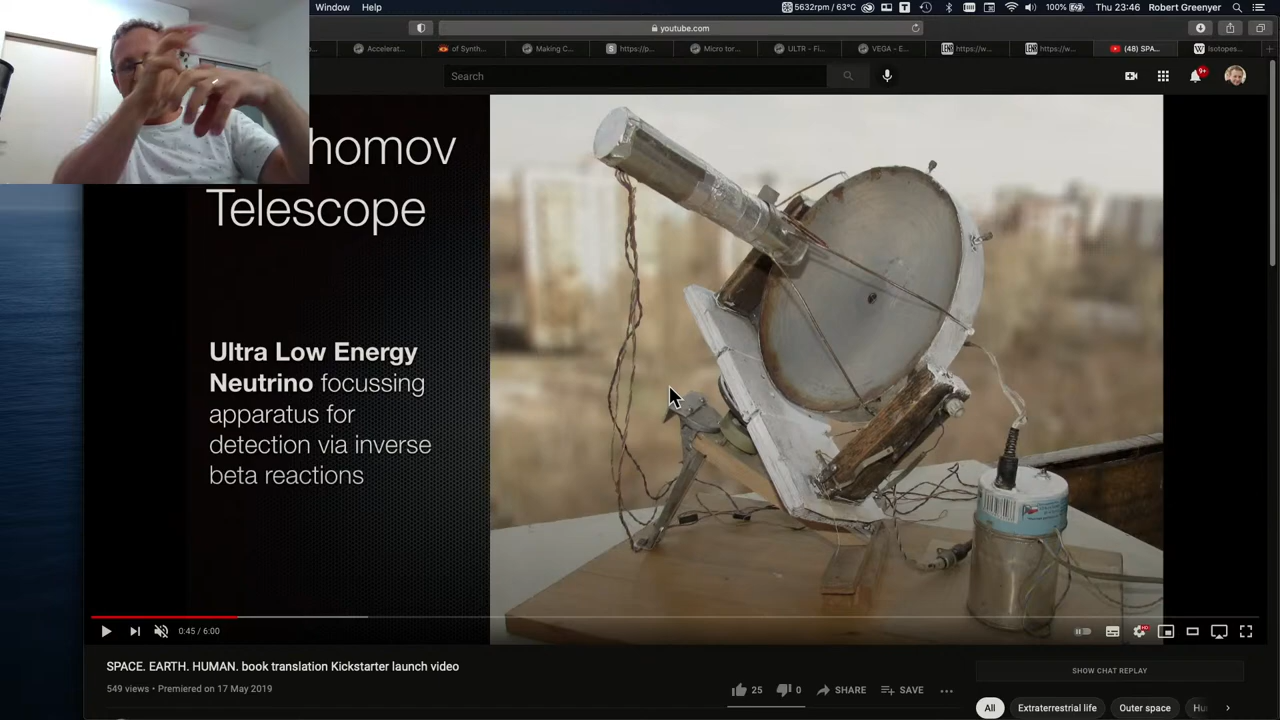 Window Help
5632rpm / 63°C
100%
Thu 23:46 Robert Greenyer
youtube.com
Accelerat...
of Synth...
Making C...
https://p...
Micro tor...
ULTR - Fi...
VEGA - E...
https://w...
https://w...
(48) SPA...
Isotopes...
Search
9+
homov
Telescope
Ultra Low Energy
Neutrino focussing
apparatus for
detection via inverse
beta reactions
0:45 / 6:00
HD
SPACE. EARTH. HUMAN. book translation Kickstarter launch video
549 views • Premiered on 17 May 2019
25
0
SHARE
SAVE
SHOW CHAT REPLAY
All
Extraterrestrial life
Outer space